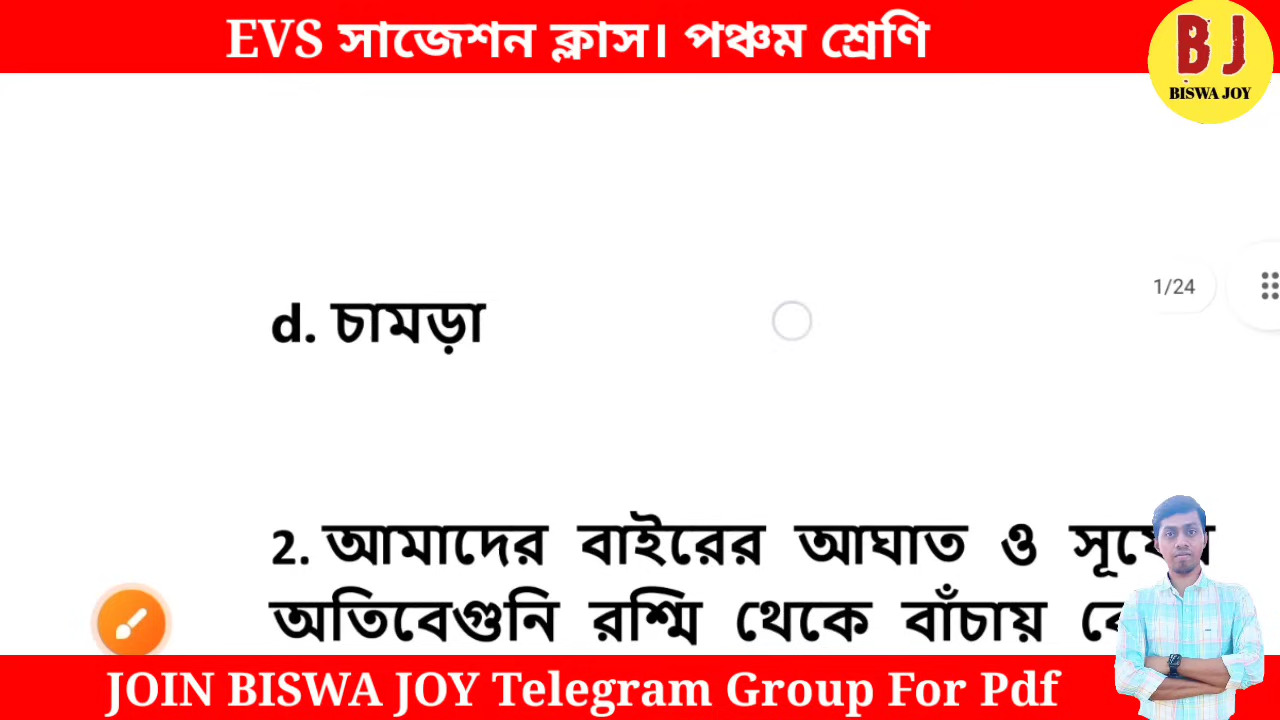 EVS সাজেশন ক্লাস। পঞ্চম শ্রেণি
B J
BISWA JOY
1/24
d. চামড়া
2. আমাদের বাইরের আঘাত ও
অতিবেগুনি রশ্মি থেকে বাঁচায়
JOIN BISWA JOY Telegram Group For Pdf